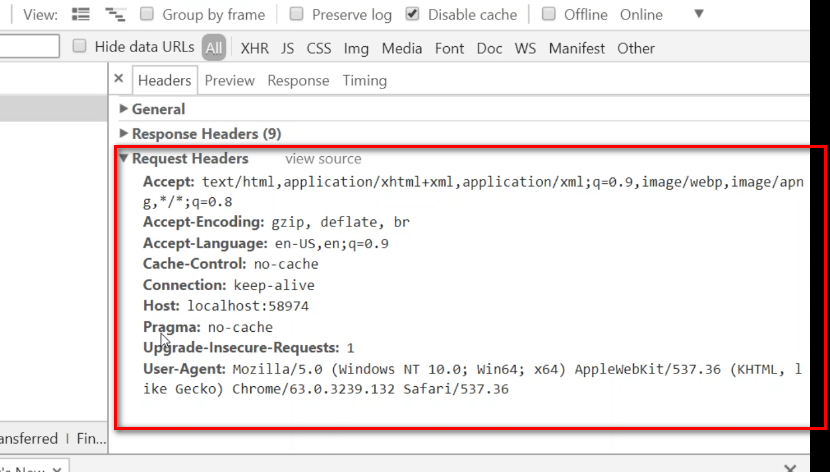 View: Group by frame Preserve log Disable cache Offline Online
Hide data URLs All XHR JS CSS Img Media Font Doc WS Manifest Other
Headers Preview Response Timing
General
Response Headers (9)
Request Headers view source
Accept: text/html,application/xhtml+xml,application/xml;q=0.9,image/webp,image/apn
g,*/*;q=0.8
Accept-Encoding: gzip, deflate, br
Accept-Language: en-US,en;q=0.9
Cache-Control: no-cache
Connection: keep-alive
Host: localhost:58974
Pragma: no-cache
Upgrade-Insecure-Requests: 1
User-Agent: Mozilla/5.0 (Windows NT 10.0; Win64; x64) AppleWebKit/537.36 (KHTML, l
ike Gecko) Chrome/63.0.3239.132 Safari/537.36
ansferred | Fin...
's New